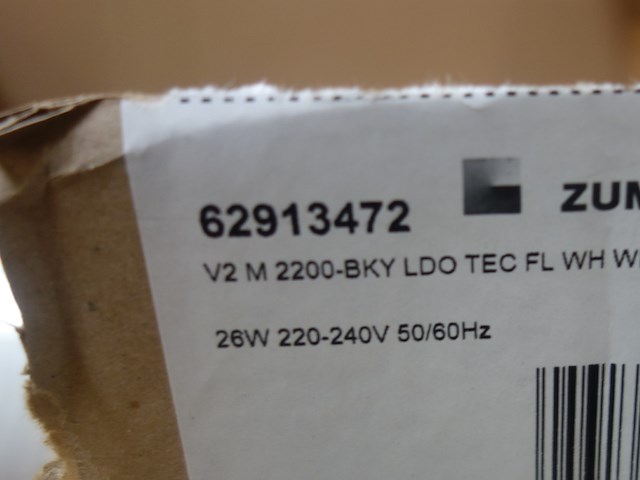 62913472 ZUM
V2 M 2200-BKY LDO TEC FL WH
26W 220-240V 50/60Hz